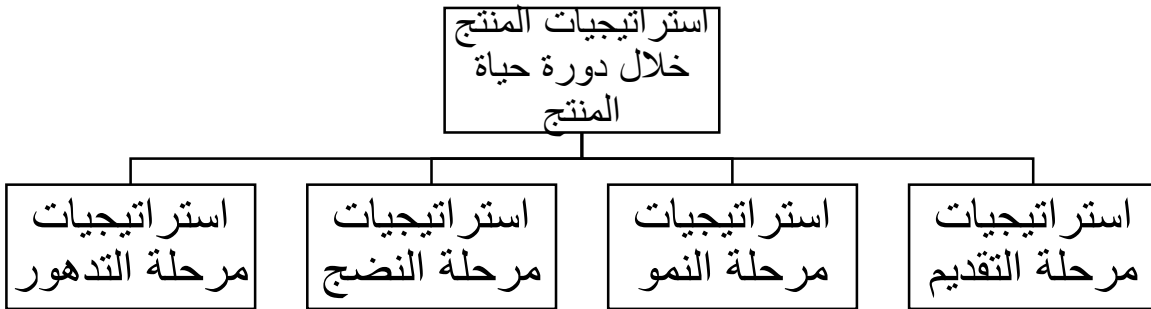 استراتيجيات المنتج
خلال دورة حياة
المنتج
استراتيجيات
مرحلة التقديم
استراتيجيات
مرحلة النمو
استراتيجيات
مرحلة النضج
استراتيجيات
مرحلة التدهور